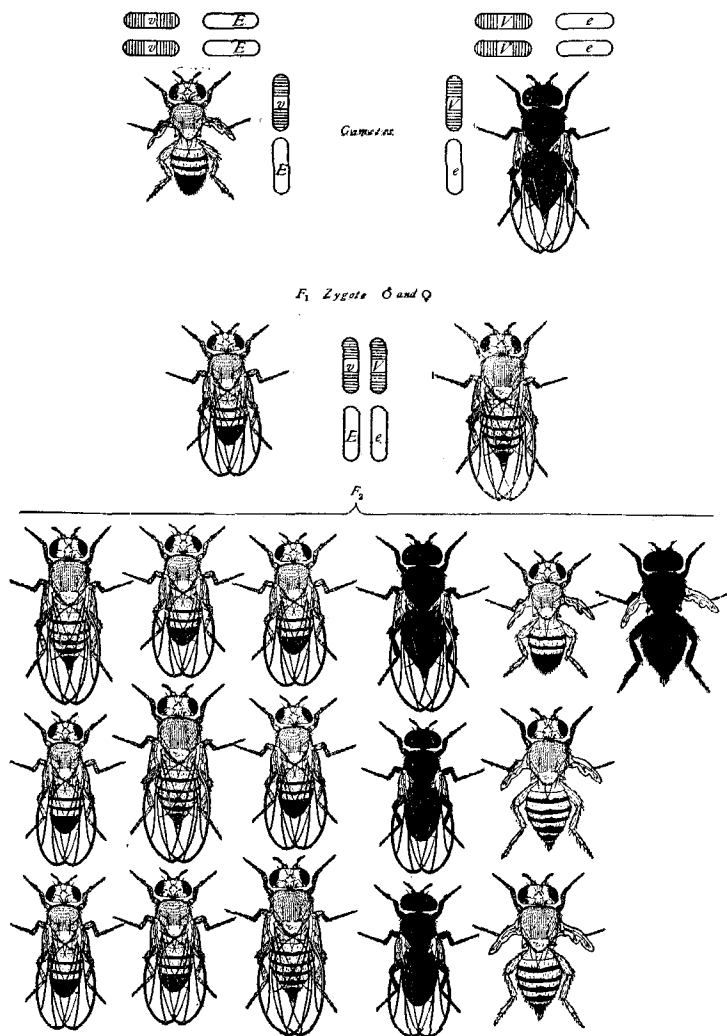 v E V e
v E V e
v V
Gametes.
E e
F₁ Zygote ♂ and ♀
v V
E e
F₂